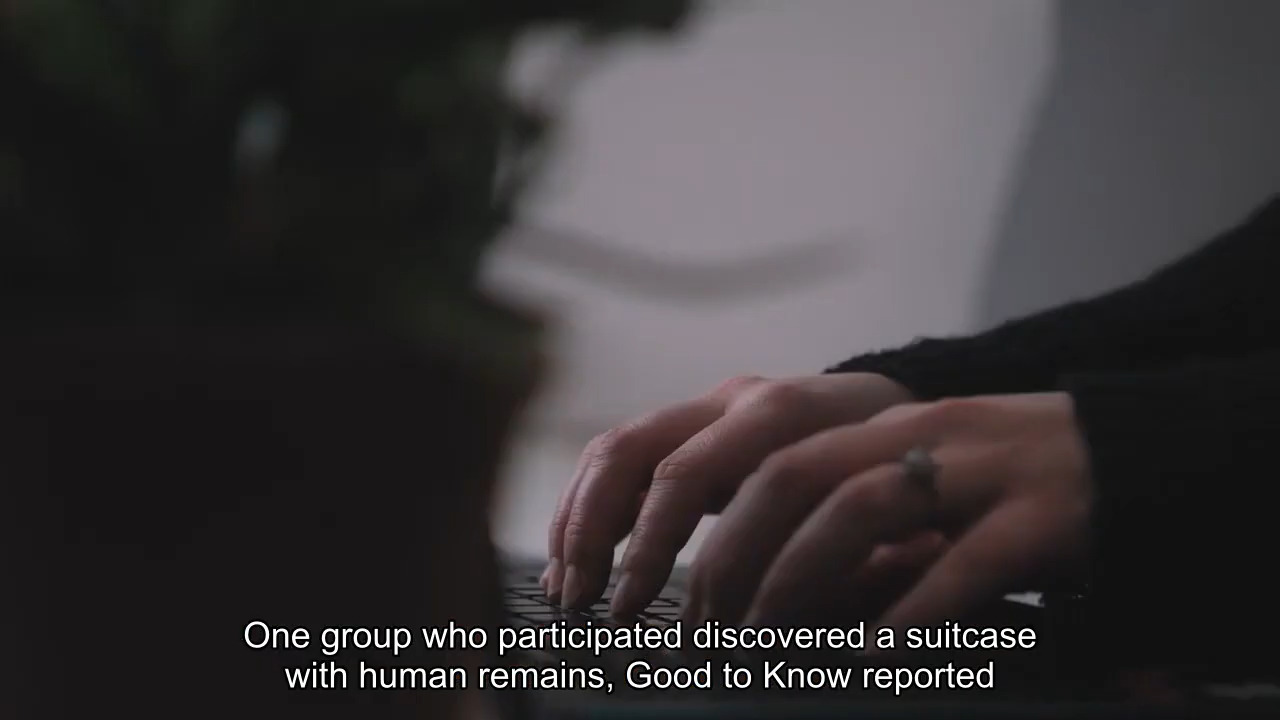 One group who participated discovered a suitcase
with human remains, Good to Know reported